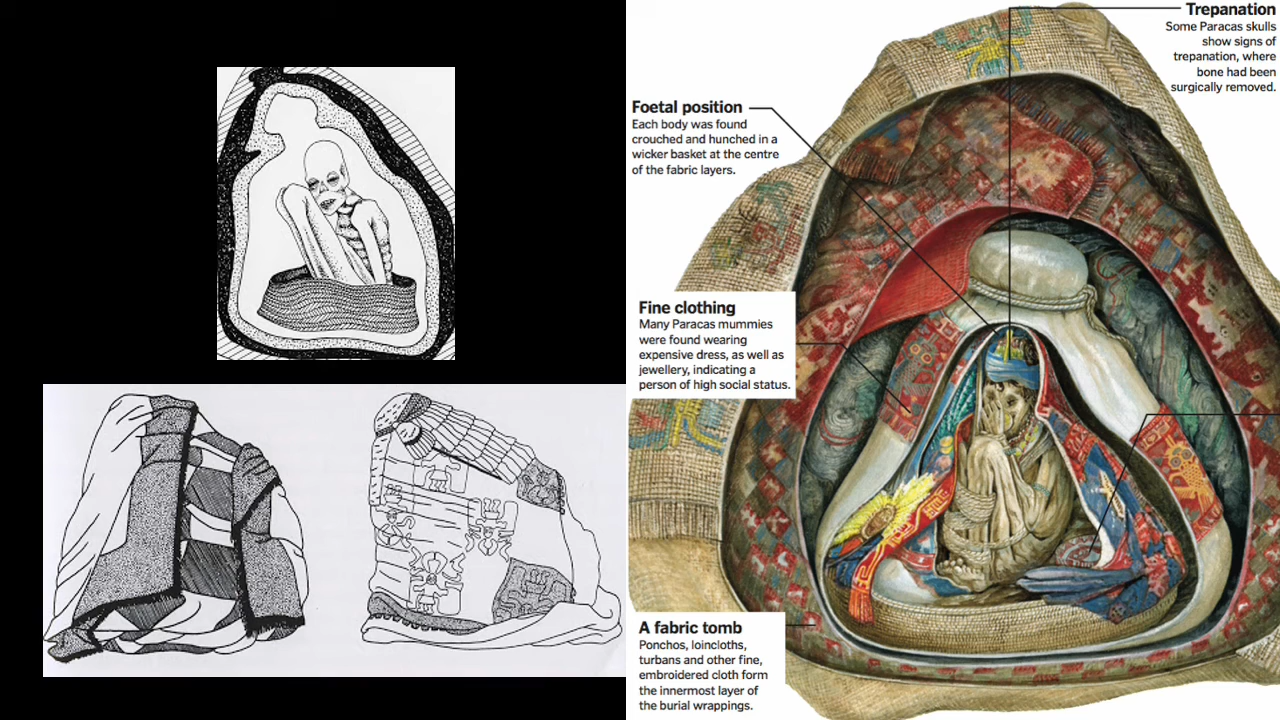 Trepanation
Some Paracas skulls
show signs of
trepanation, where
bone had been
surgically removed.
Foetal position
Each body was found
crouched and hunched in a
wicker basket at the centre
of the fabric layers.
Fine clothing
Many Paracas mummies
were found wearing
expensive dress, as well as
jewellery, indicating a
person of high social status.
A fabric tomb
Ponchos, loincloths,
turbans and other fine,
embroidered cloth form
the innermost layer of
the burial wrappings.